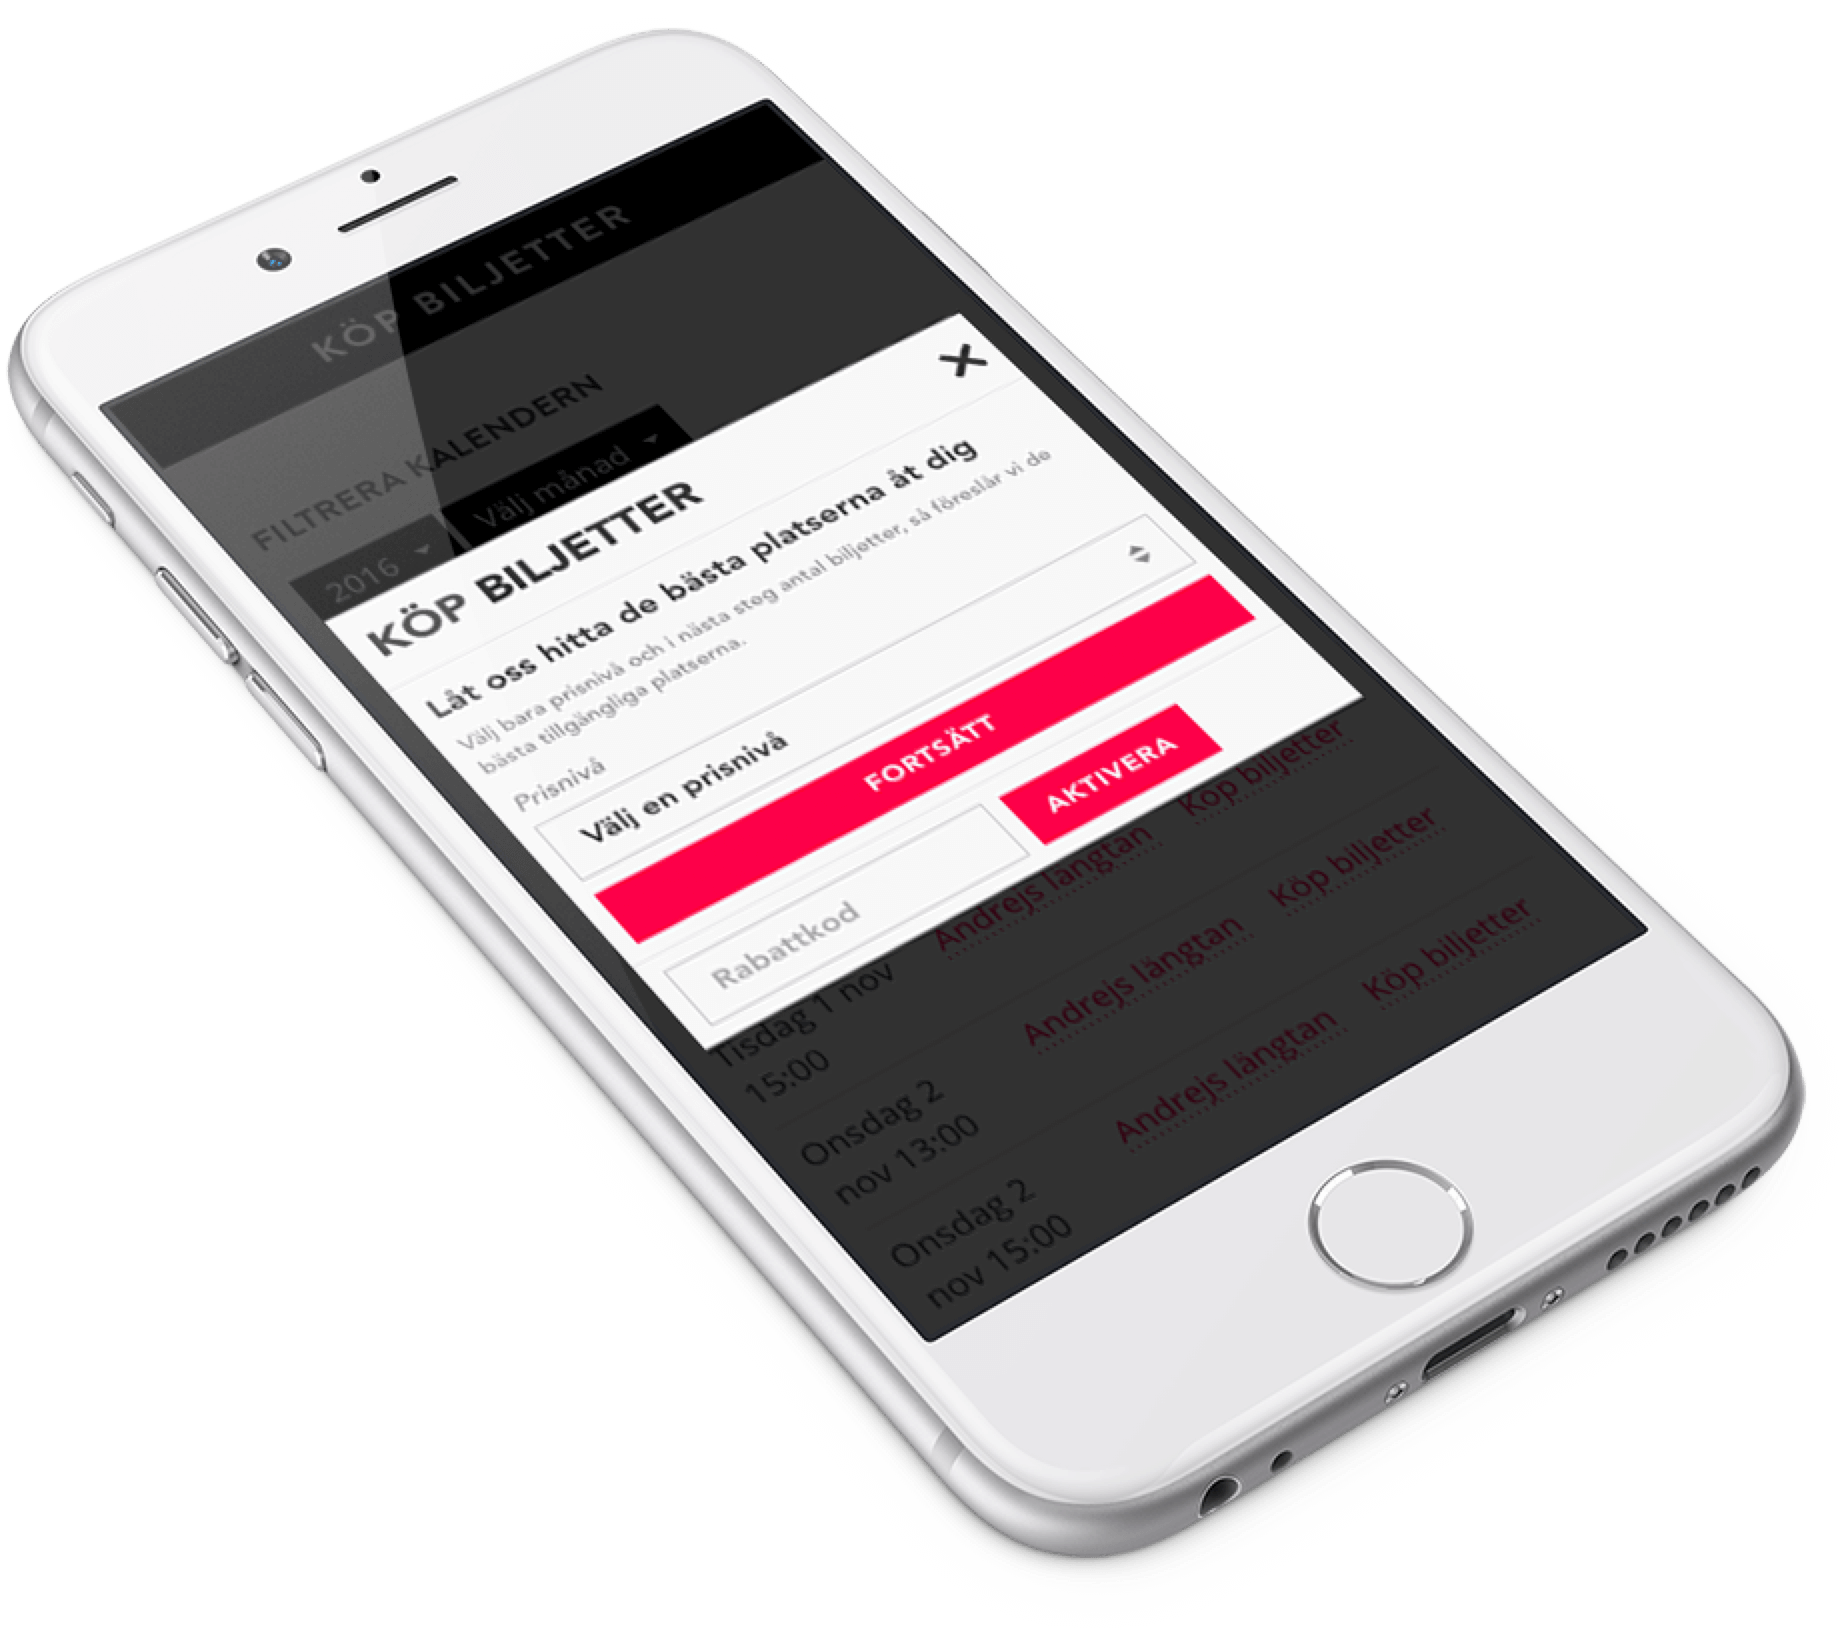 KÖP BILJETTER
FILTRERA KALENDERN
2016 Välj månad
KÖP BILJETTER
Låt oss hitta de bästa platserna åt dig
Välj bara prisnivå och i nästa steg antal biljetter, så föreslår vi de
bästa tillgängliga platserna.
Prisnivå
Välj en prisnivå
FORTSÄTT
Rabattkod AKTIVERA
Tisdag 1 nov
15:00
Andrejs längtan Köp biljetter
Onsdag 2
nov 13:00
Andrejs längtan Köp biljetter
Onsdag 2
nov 15:00
Andrejs längtan Köp biljetter